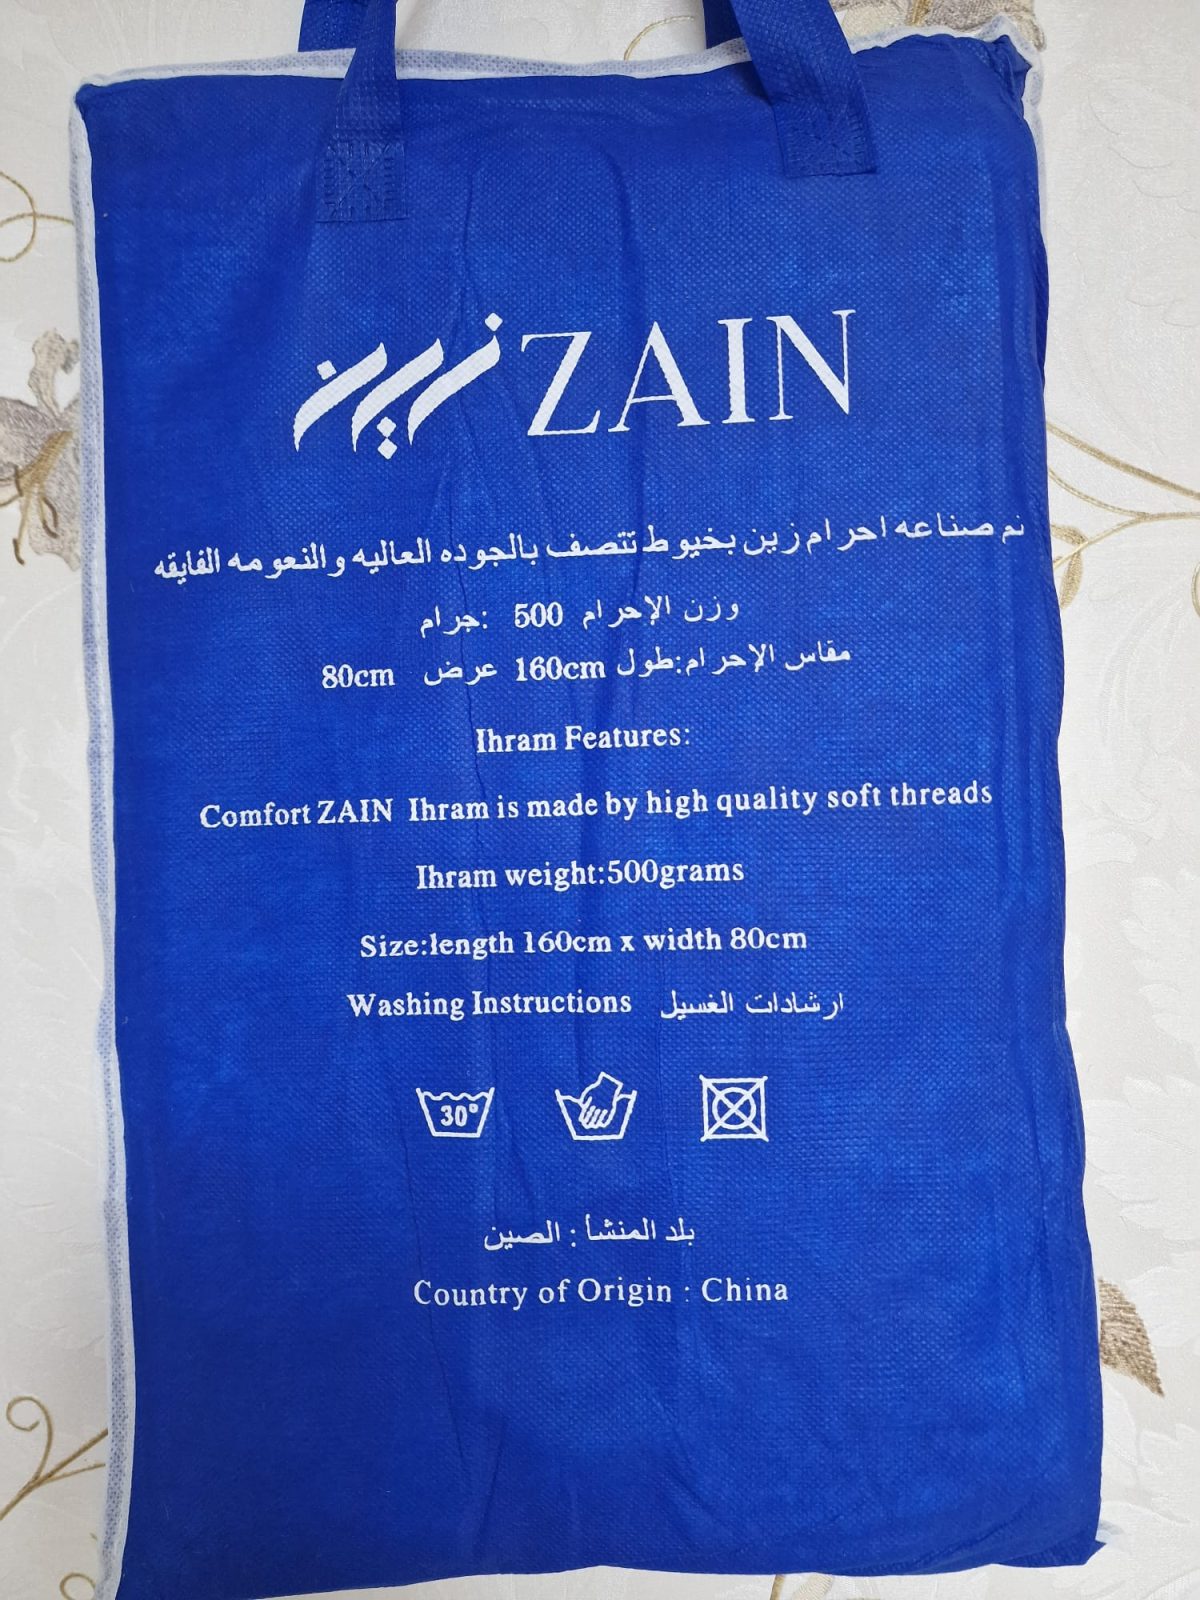 زين ZAIN
تم صناعه احرام زين بخيوط تتصف بالجوده العاليه والنعومه الفايقه
وزن الإحرام 500 :جرام
مقاس الإحرام:طول 160cm عرض 80cm
Ihram Features:
Comfort ZAIN Ihram is made by high quality soft threads
Ihram weight:500grams
Size:length 160cm x width 80cm
Washing Instructions ارشادات الغسيل
30°
بلد المنشأ : الصين
Country of Origin : China